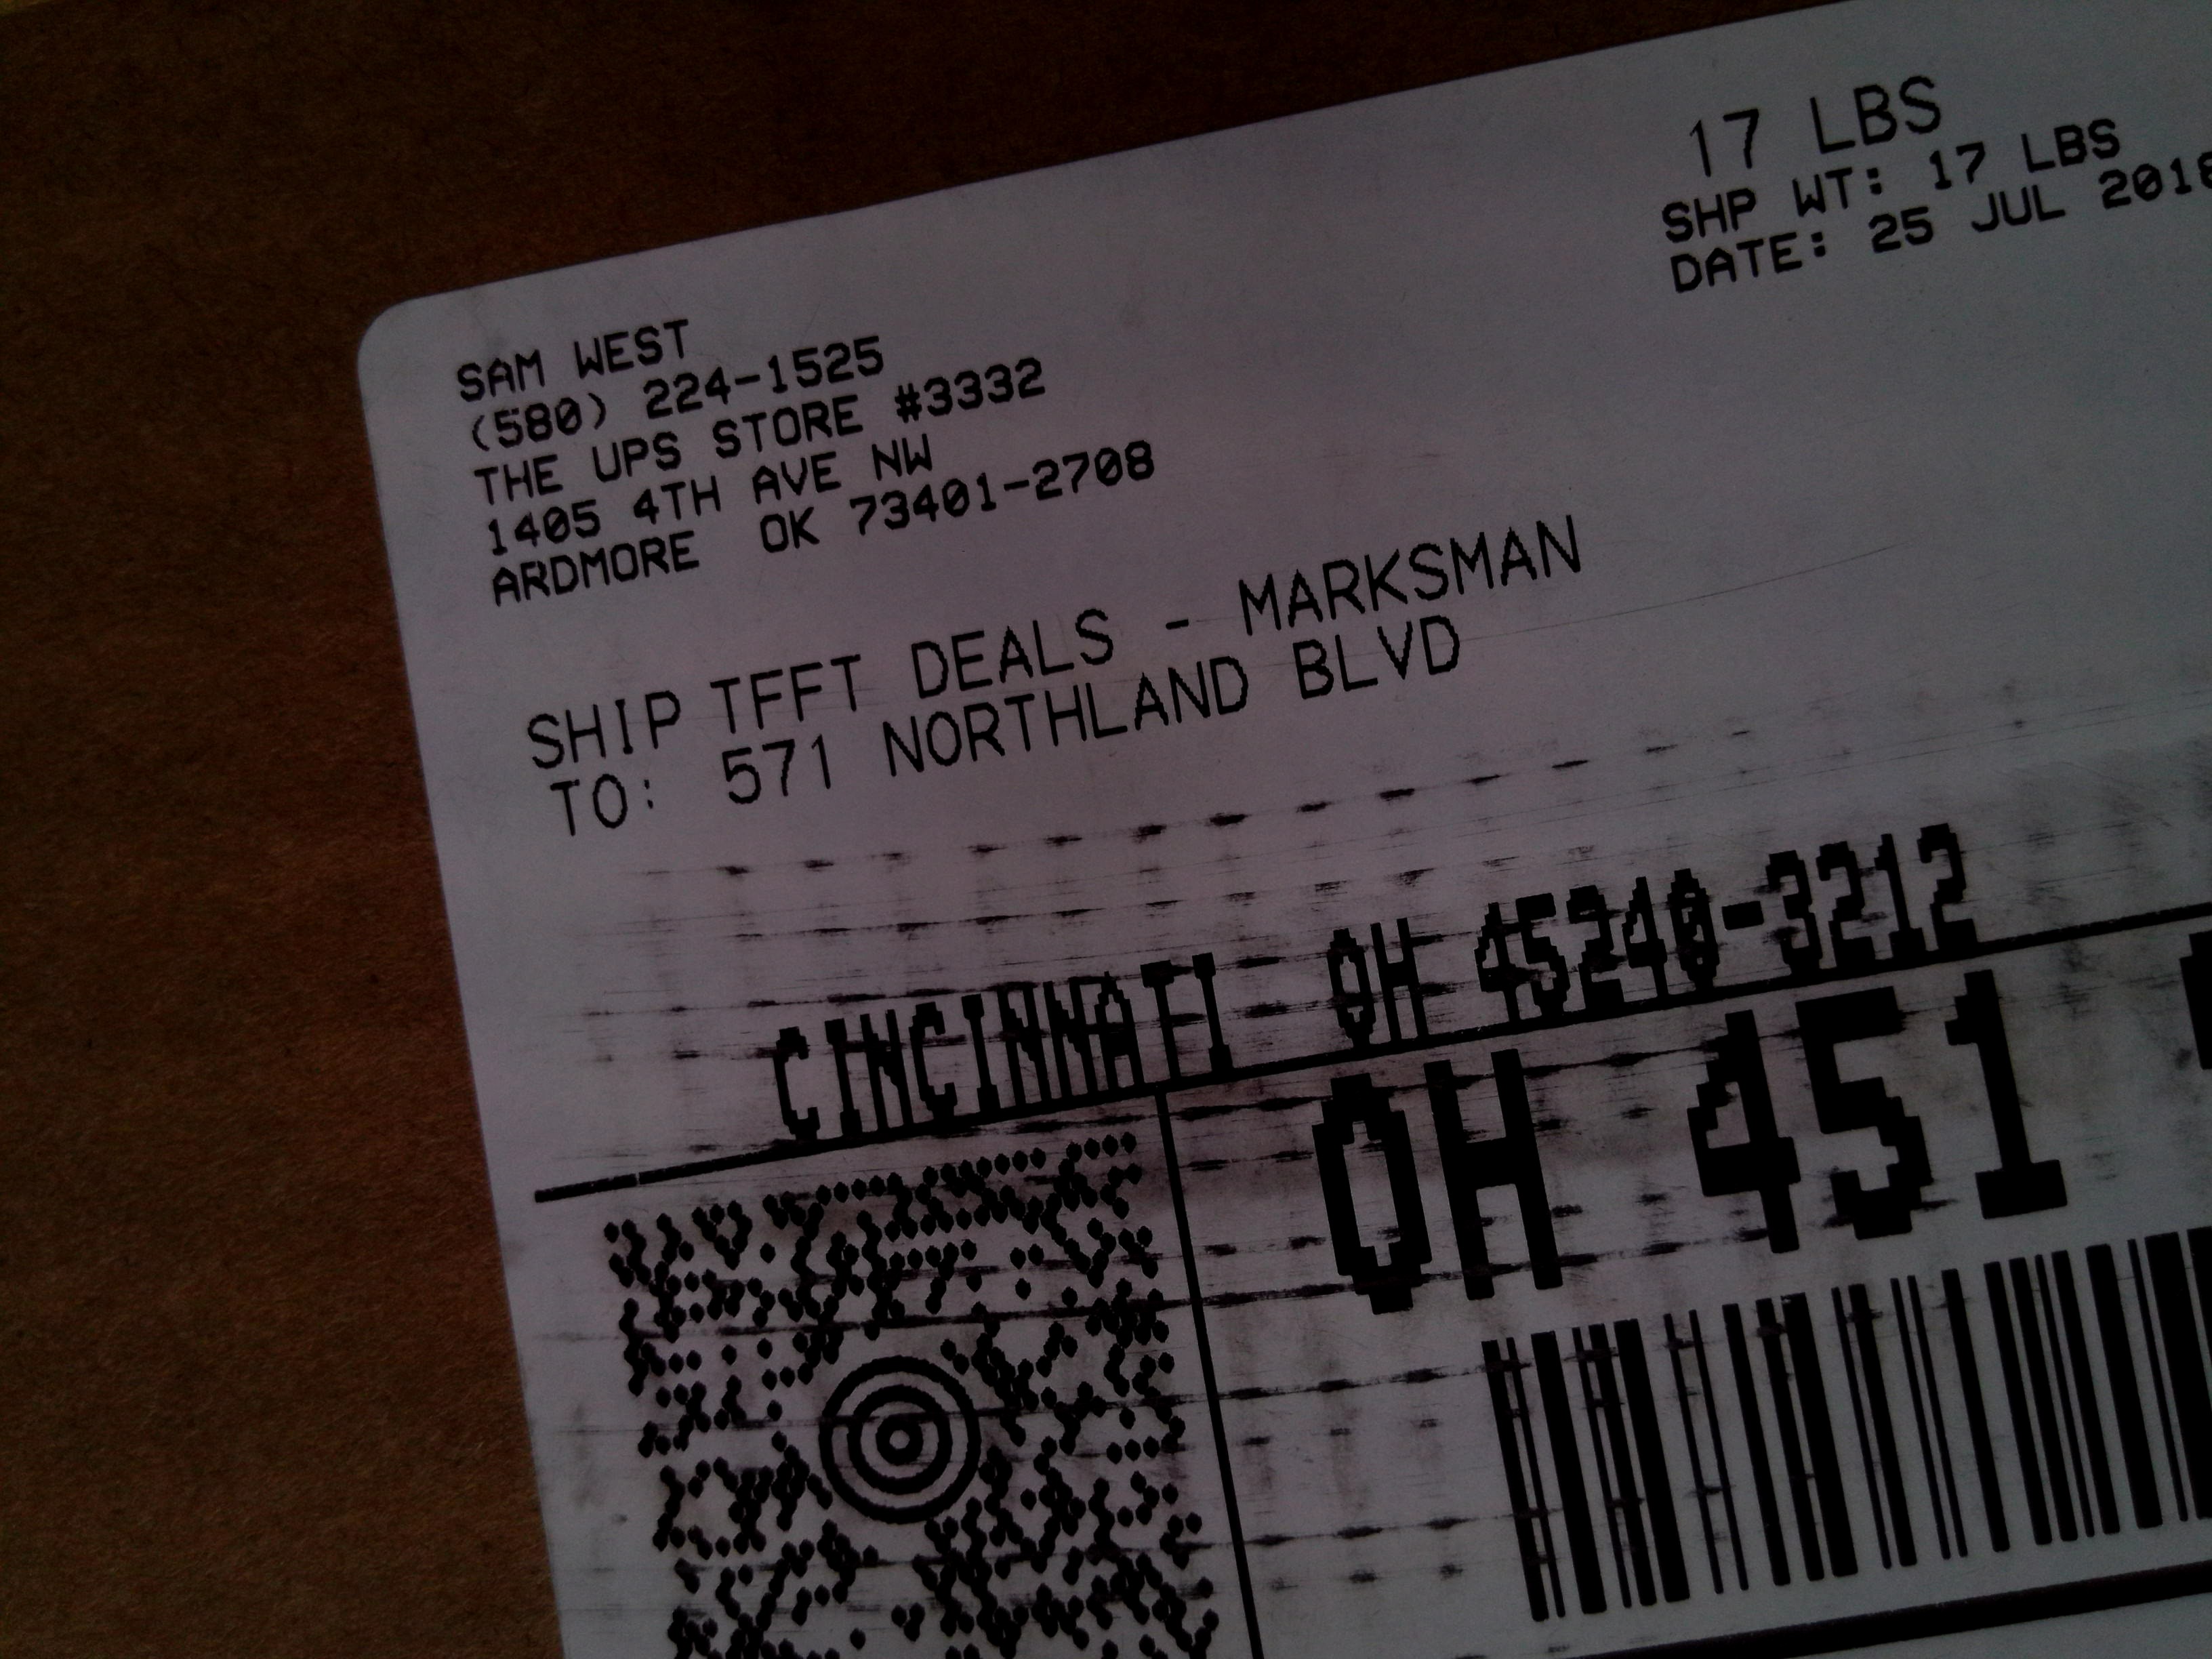 17 LBS
SHP WT: 17 LBS
DATE: 25 JUL 2018
SAM WEST
(580) 224-1525
THE UPS STORE #3332
1405 4TH AVE NW
ARDMORE OK 73401-2708
SHIP TFFT DEALS - MARKSMAN
TO: 571 NORTHLAND BLVD
CINCINNATI OH 45240-3212
OH 451